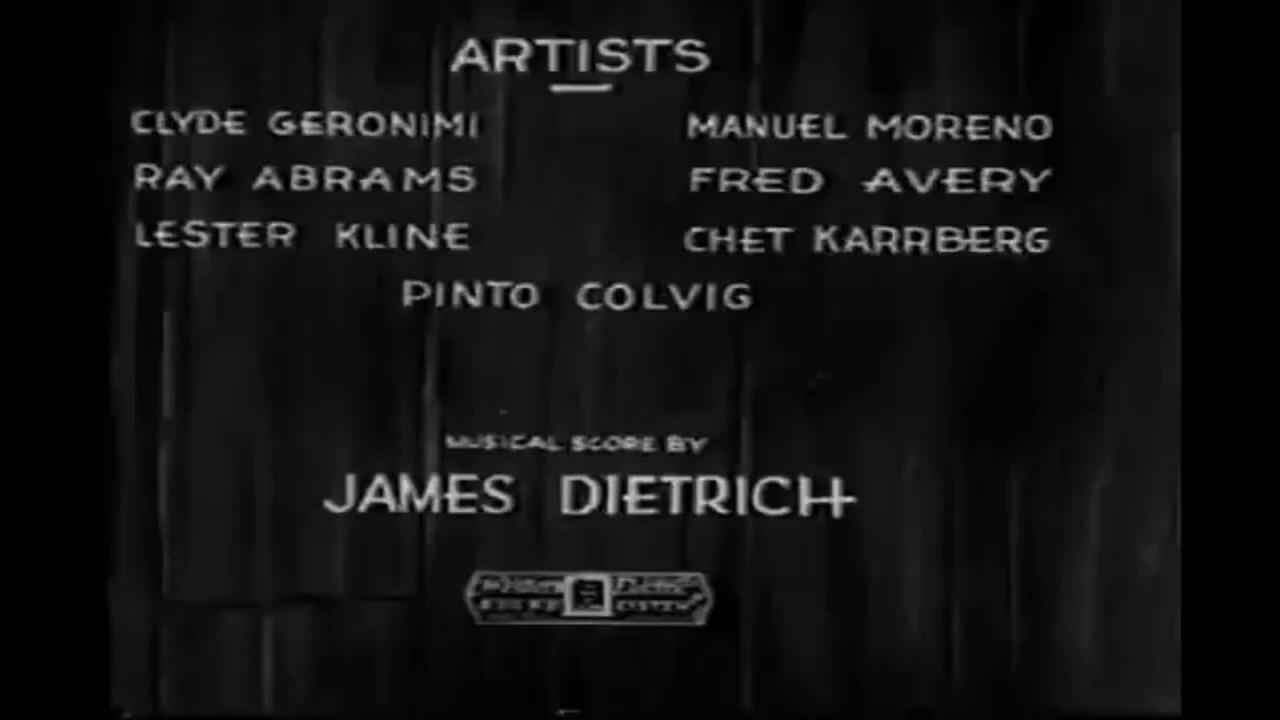 ARTISTS
CLYDE GERONIMI MANUEL MORENO
RAY ABRAMS FRED AVERY
LESTER KLINE CHET KARRBERG
PINTO COLVIG
MUSICAL SCORE BY
JAMES DIETRICH